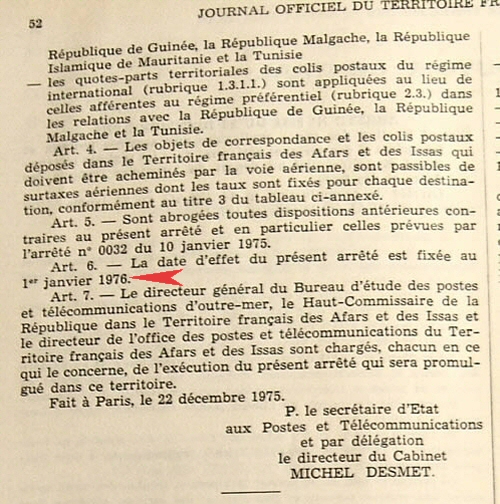 52
JOURNAL OFFICIEL DU TERRITOIRE FR
République de Guinée, la République Malgache, la République
Islamique de Mauritanie et la Tunisie
— les quotes-parts territoriales des colis postaux du régime
international (rubrique 1.3.1.1.) sont appliquées au lieu de
celles afférentes au régime préférentiel (rubrique 2.3.) dans
les relations avec la République de Guinée, la République
Malgache et la Tunisie.
Art. 4. — Les objets de correspondance et les colis postaux
déposés dans le Territoire français des Afars et des Issas qui
doivent être acheminés par la voie aérienne, sont passibles de
surtaxes aériennes dont les taux sont fixés pour chaque destina-
tion, conformément au titre 3 du tableau ci-annexé.
Art. 5. — Sont abrogées toutes dispositions antérieures con-
traires au présent arrêté et en particulier celles prévues par
l'arrêté n° 0032 du 10 janvier 1975.
Art. 6. — La date d'effet du présent arrêté est fixée au
1er janvier 1976.
Art. 7. — Le directeur général du Bureau d'étude des postes
et télécommunications d'outre-mer, le Haut-Commissaire de la
République dans le Territoire français des Afars et des Issas et
le directeur de l'office des postes et télécommunications du Ter-
ritoire français des Afars et des Issas sont chargés, chacun en ce
qui le concerne, de l'exécution du présent arrêté qui sera promul-
gué dans ce territoire.
Fait à Paris, le 22 décembre 1975.
P. le secrétaire d'Etat
aux Postes et Télécommunications
et par délégation
le directeur du Cabinet
MICHEL DESMET.